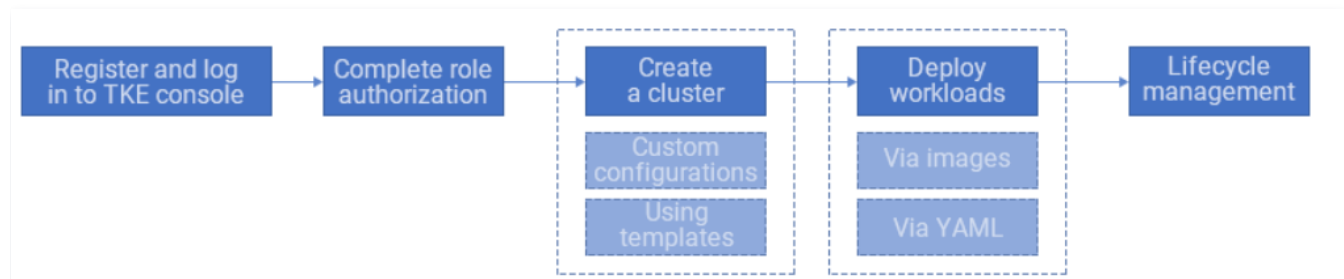 Register and log
in to TKE console
Complete role
authorization
Create
a cluster
Custom
configurations
Using
templates
Deploy
workloads
Via images
Via YAML
Lifecycle
management